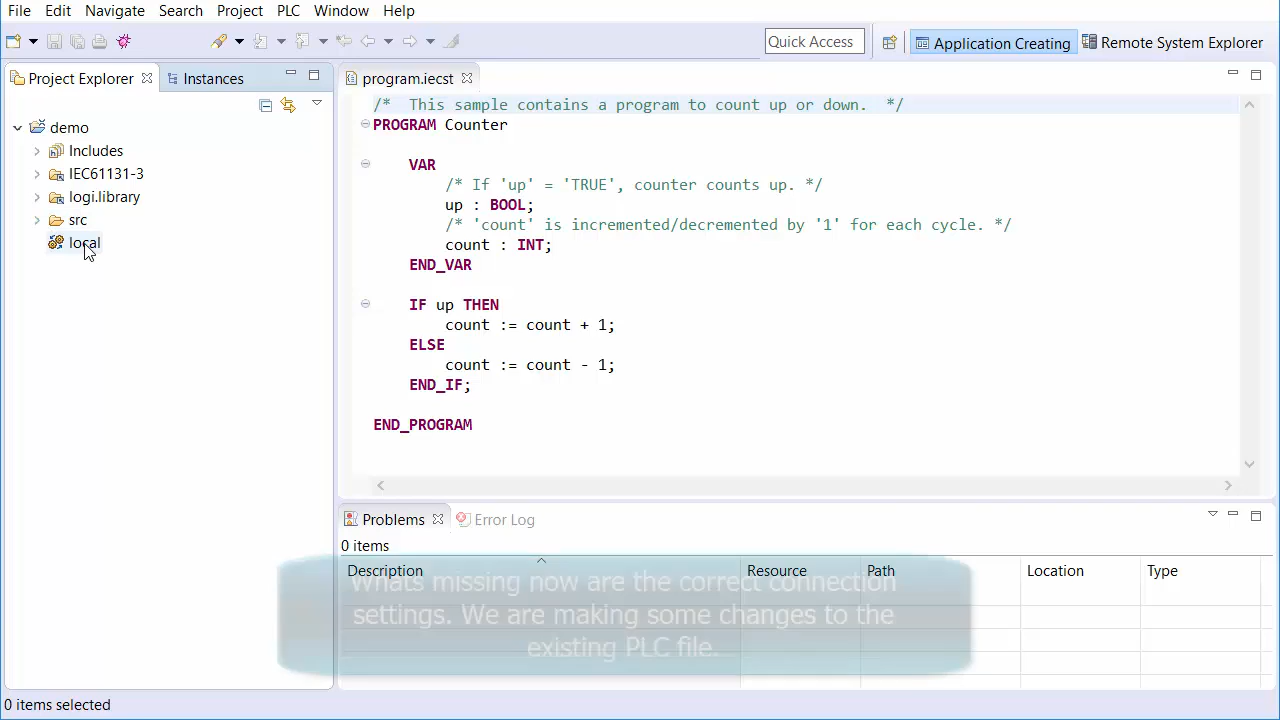 File Edit Navigate Search Project PLC Window Help
Quick Access
Application Creating
Remote System Explorer
Project Explorer
Instances
program.iecst
demo
Includes
IEC61131-3
logi.library
src
local
/*  This sample contains a program to count up or down.  */
PROGRAM Counter
VAR
/* If 'up' = 'TRUE', counter counts up. */
up : BOOL;
/* 'count' is incremented/decremented by '1' for each cycle. */
count : INT;
END_VAR
IF up THEN
count := count + 1;
ELSE
count := count - 1;
END_IF;
END_PROGRAM
Problems
Error Log
0 items
Description Resource Path Location Type
Whats missing now are the correct connection
settings. We are making some changes to the
existing PLC file.
0 items selected